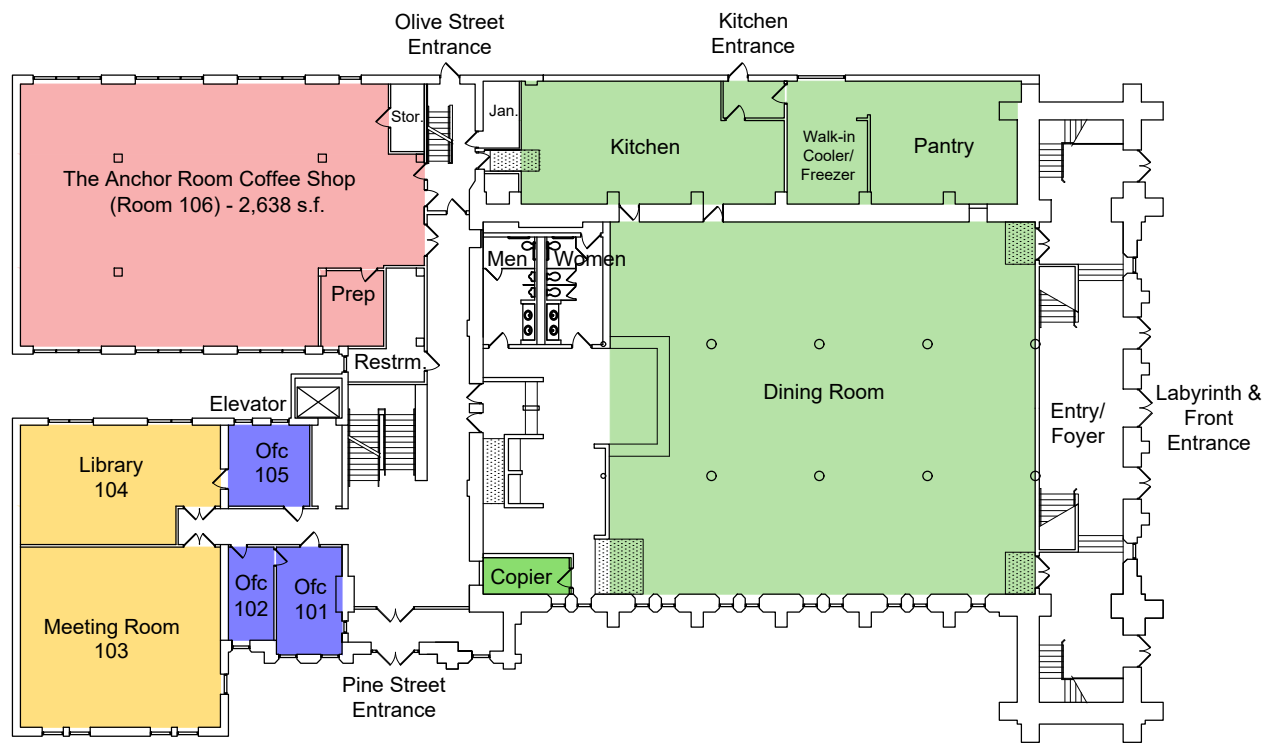 Olive Street
Entrance
Kitchen
Entrance
Stor.
Jan.
Kitchen
Walk-in
Cooler/
Freezer
Pantry
The Anchor Room Coffee Shop
(Room 106) - 2,638 s.f.
Men
Women
Prep
Restrm.
Elevator
Dining Room
Entry/
Foyer
Labyrinth &
Front
Entrance
Library
104
Ofc
105
Ofc
102
Ofc
101
Copier
Meeting Room
103
Pine Street
Entrance